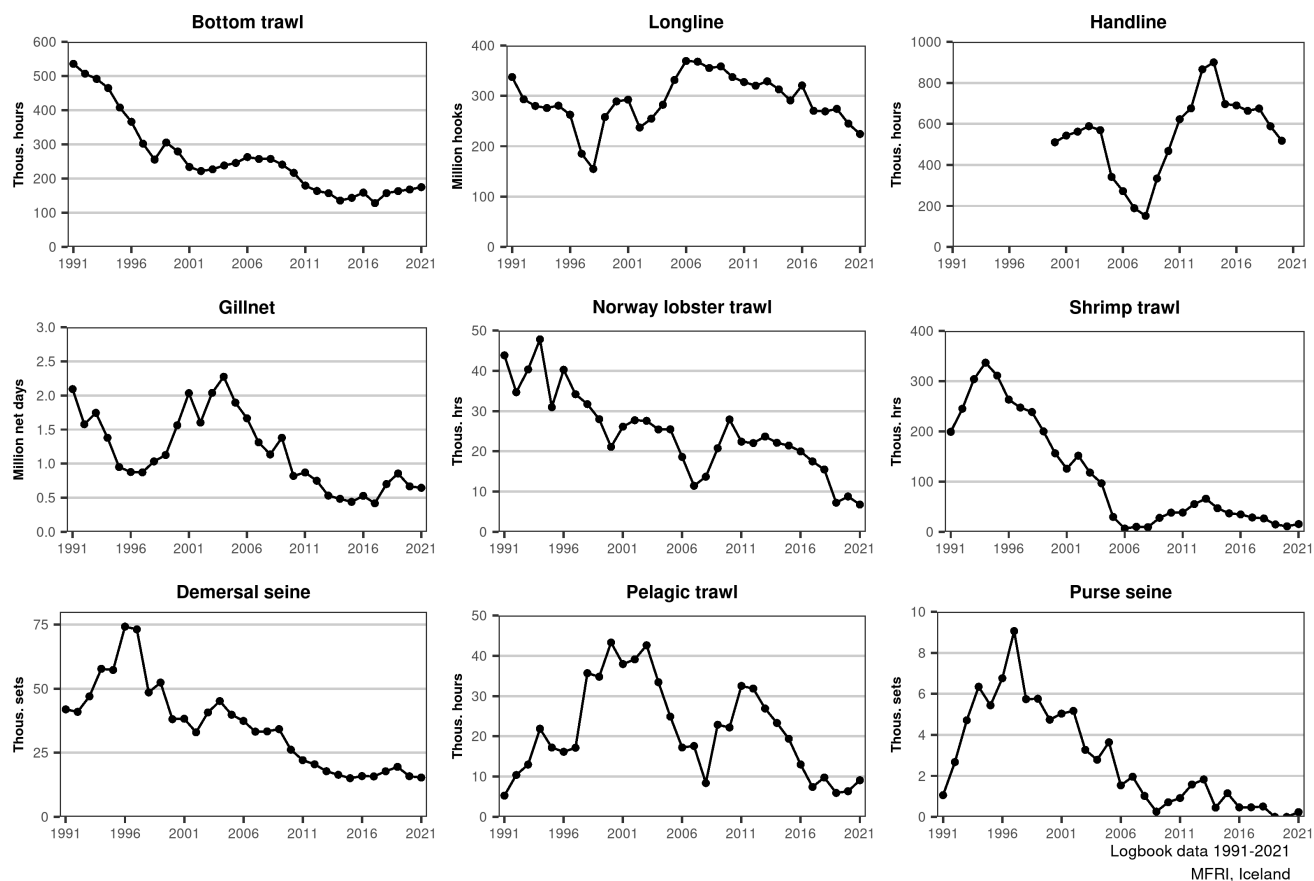 Bottom trawl
Thous. hours
600
500
400
300
200
100
0
1991 1996 2001 2006 2011 2016 2021
Longline
Million hooks
400
300
200
100
0
1991 1996 2001 2006 2011 2016 2021
Handline
Thous. hours
1000
800
600
400
200
0
1991 1996 2001 2006 2011 2016 2021
Gillnet
Million net days
3.0
2.5
2.0
1.5
1.0
0.5
0.0
1991 1996 2001 2006 2011 2016 2021
Norway lobster trawl
Thous. hrs
50
40
30
20
10
0
1991 1996 2001 2006 2011 2016 2021
Shrimp trawl
Thous. hrs
400
300
200
100
0
1991 1996 2001 2006 2011 2016 2021
Demersal seine
Thous. sets
75
50
25
0
1991 1996 2001 2006 2011 2016 2021
Pelagic trawl
Thous. hours
50
40
30
20
10
0
1991 1996 2001 2006 2011 2016 2021
Purse seine
Thous. sets
10
8
6
4
2
0
1991 1996 2001 2006 2011 2016 2021
Logbook data 1991-2021
MFRI, Iceland